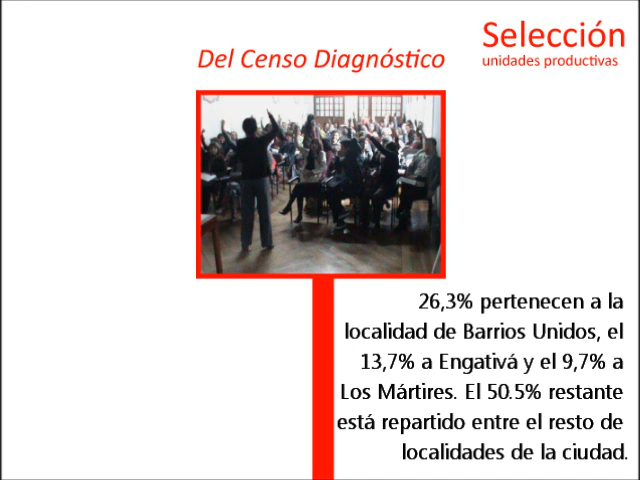 Selección
unidades productivas
Del Censo Diagnóstico
26,3% pertenecen a la
localidad de Barrios Unidos, el
13,7% a Engativá y el 9,7% a
Los Mártires. El 50.5% restante
está repartido entre el resto de
localidades de la ciudad.